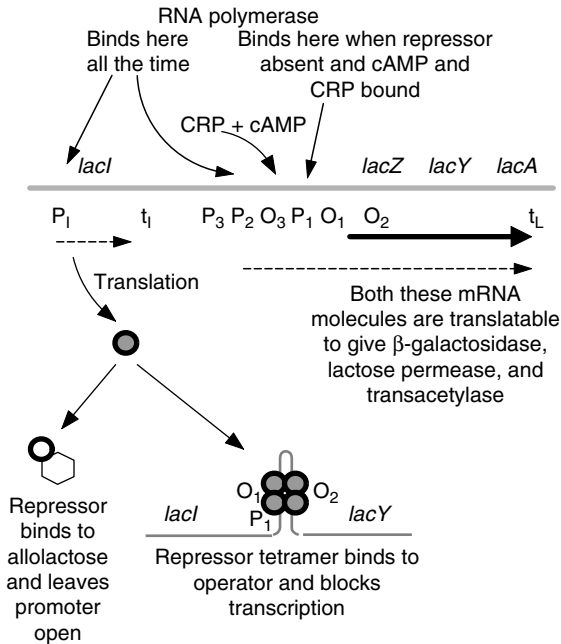 RNA polymerase
Binds here
all the time
Binds here when repressor
absent and cAMP and
CRP bound
CRP + cAMP
lacI
lacZ lacY lacA
P_I t_I P_3 P_2 O_3 P_1 O_1 O_2 t_L
Translation
Both these mRNA
molecules are translatable
to give β-galactosidase,
lactose permease, and
transacetylase
Repressor
binds to
allolactose
and leaves
promoter
open
O_1 O_2
lacI P_1 lacY
Repressor tetramer binds to
operator and blocks
transcription